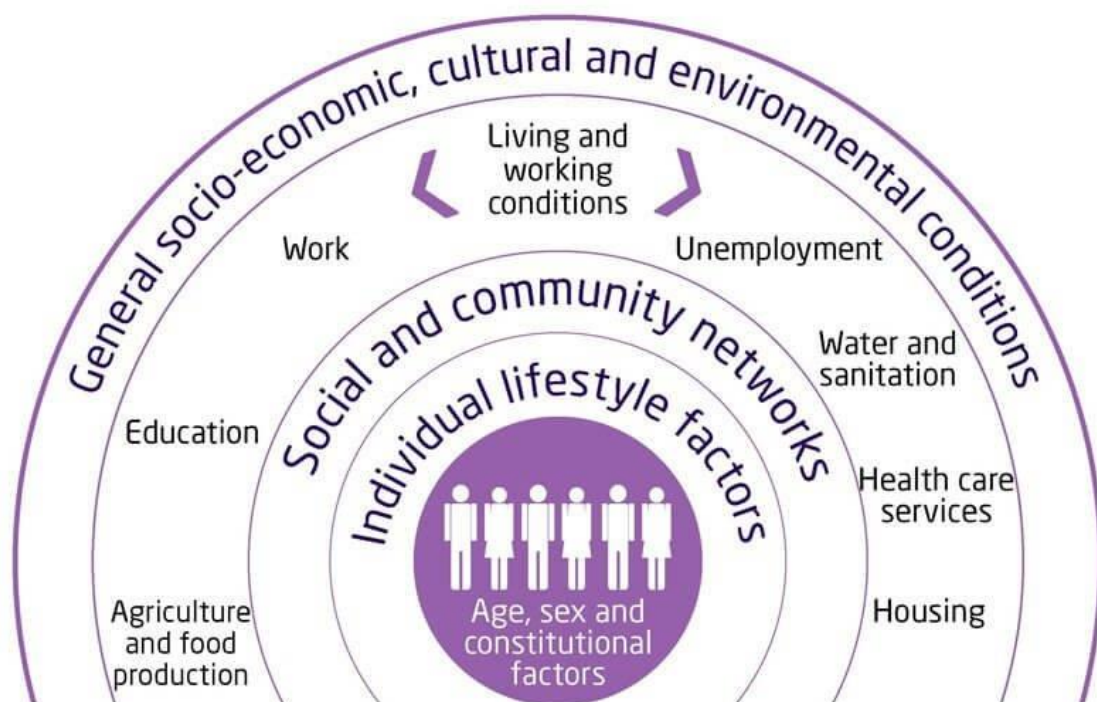 General socio-economic, cultural and environmental conditions
Living and
working
conditions
Work
Unemployment
Social and community networks
Water and
sanitation
Individual lifestyle factors
Education
Health care
services
Agriculture
and food
production
Housing
Age, sex and
constitutional
factors